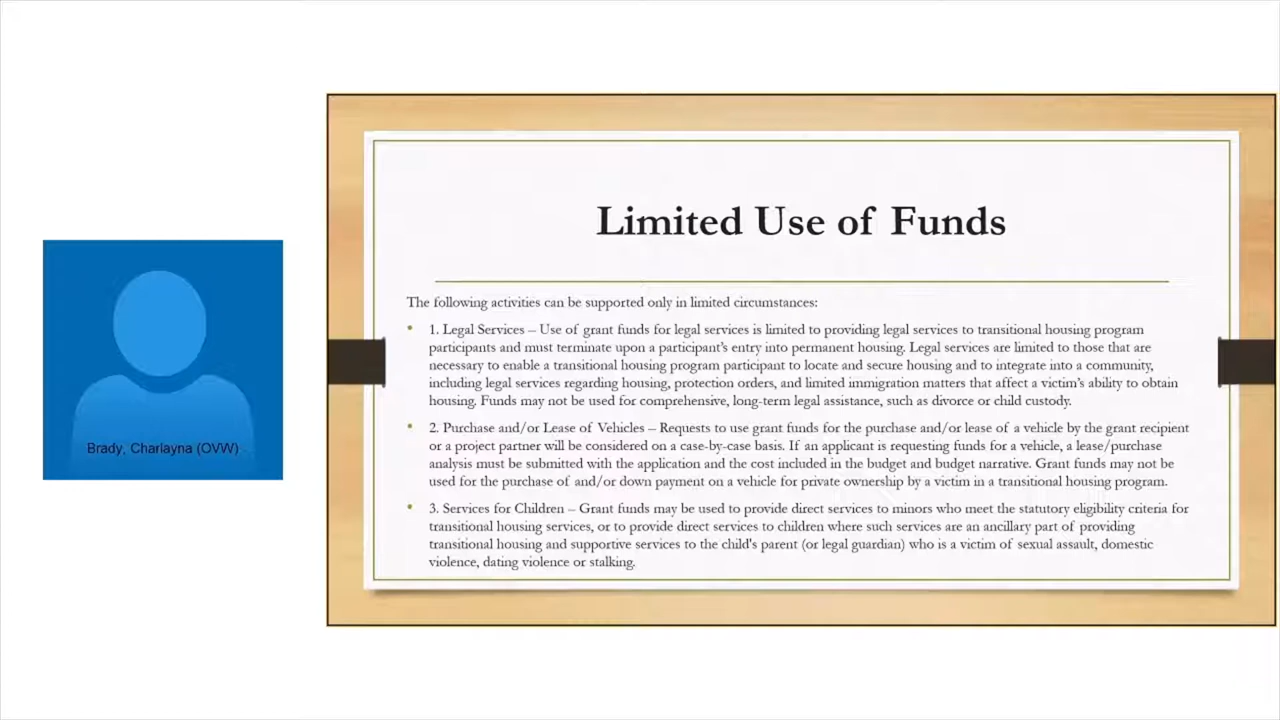 Limited Use of Funds
The following activities can be supported only in limited circumstances:
• 1. Legal Services – Use of grant funds for legal services is limited to providing legal services to transitional housing program
participants and must terminate upon a participant’s entry into permanent housing. Legal services are limited to those that are
necessary to enable a transitional housing program participant to locate and secure housing and to integrate into a community,
including legal services regarding housing, protection orders, and limited immigration matters that affect a victim’s ability to obtain
housing. Funds may not be used for comprehensive, long-term legal assistance, such as divorce or child custody.
• 2. Purchase and/or Lease of Vehicles – Requests to use grant funds for the purchase and/or lease of a vehicle by the grant recipient
or a project partner will be considered on a case-by-case basis. If an applicant is requesting funds for a vehicle, a lease/purchase
analysis must be submitted with the application and the cost included in the budget and budget narrative. Grant funds may not be
used for the purchase of and/or down payment on a vehicle for private ownership by a victim in a transitional housing program.
• 3. Services for Children – Grant funds may be used to provide direct services to minors who meet the statutory eligibility criteria for
transitional housing services, or to provide direct services to children where such services are an ancillary part of providing
transitional housing and supportive services to the child's parent (or legal guardian) who is a victim of sexual assault, domestic
violence, dating violence or stalking.
Brady, Charlayna (OVW)